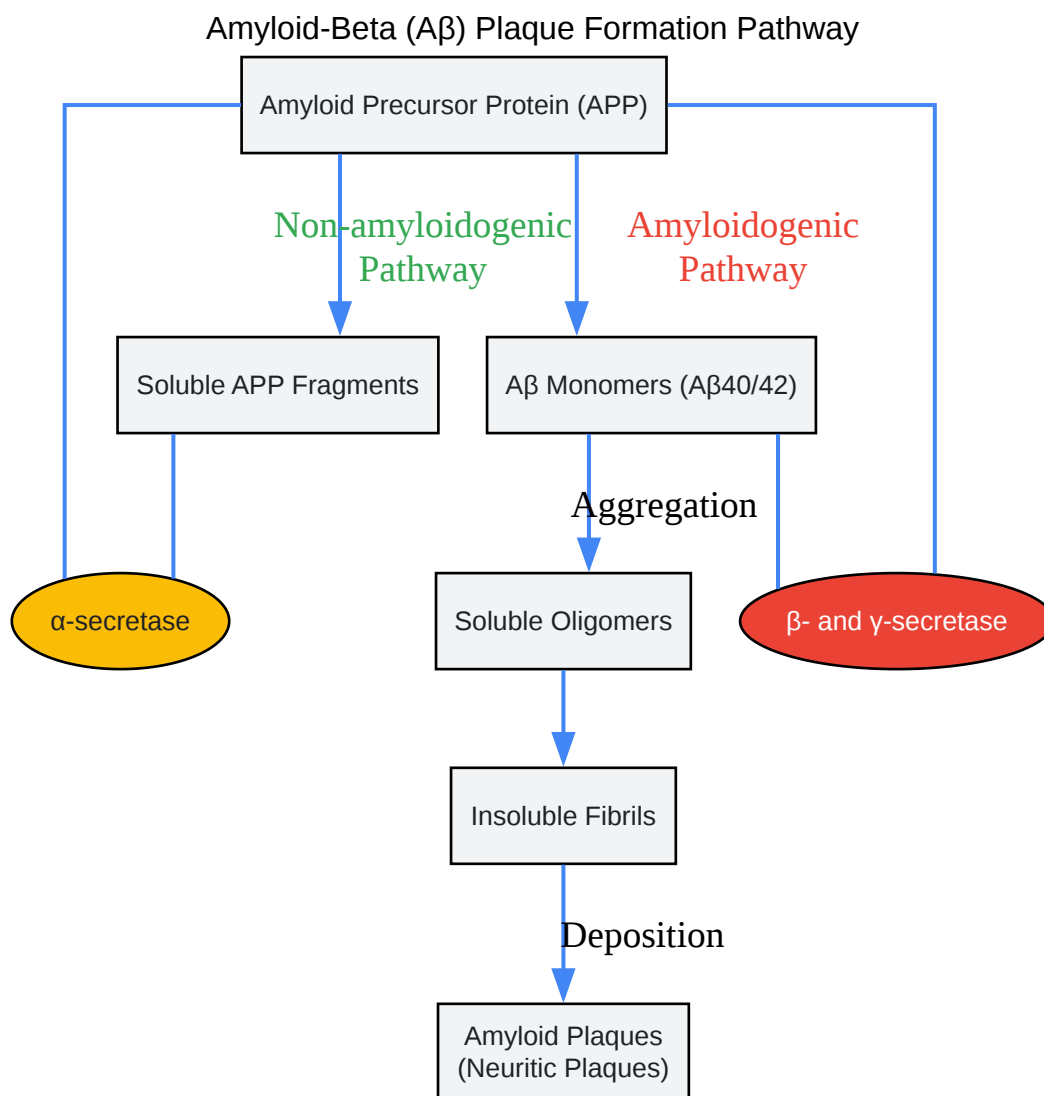 Amyloid-Beta (Aβ) Plaque Formation Pathway
Amyloid Precursor Protein (APP)
Non-amyloidogenic
Pathway
Amyloidogenic
Pathway
Soluble APP Fragments
Aβ Monomers (Aβ40/42)
Aggregation
α-secretase
Soluble Oligomers
β- and γ-secretase
Insoluble Fibrils
Deposition
Amyloid Plaques
(Neuritic Plaques)